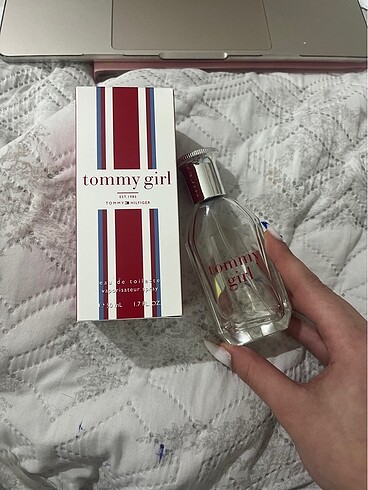 tommy girl
EST. 1985
TOMMY HILFIGER
eau de toilette
vaporisateur spray
1.7 FL. OZ.
tommy
girl